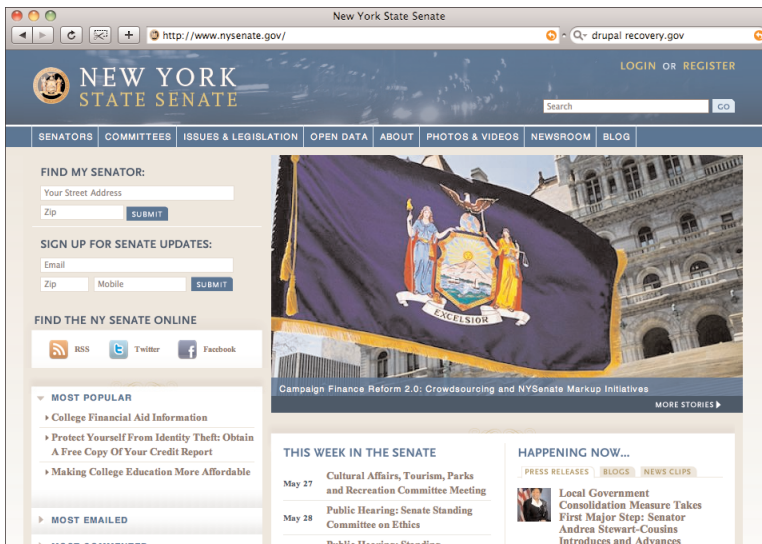 New York State Senate
http://www.nysenate.gov/
drupal recovery.gov
NEW YORK
STATE SENATE
LOGIN OR REGISTER
Search
GO
SENATORS COMMITTEES ISSUES & LEGISLATION OPEN DATA ABOUT PHOTOS & VIDEOS NEWSROOM BLOG
FIND MY SENATOR:
Your Street Address
Zip
SUBMIT
SIGN UP FOR SENATE UPDATES:
Email
Zip Mobile SUBMIT
FIND THE NY SENATE ONLINE
RSS Twitter Facebook
MOST POPULAR
College Financial Aid Information
Protect Yourself From Identity Theft: Obtain
A Free Copy Of Your Credit Report
Making College Education More Affordable
MOST EMAILED
MOST COMMENTED
EXCELSIOR
Campaign Finance Reform 2.0: Crowdsourcing and NYSenate Markup Initiatives
MORE STORIES
THIS WEEK IN THE SENATE
May 27 Cultural Affairs, Tourism, Parks
and Recreation Committee Meeting
May 28 Public Hearing: Senate Standing
Committee on Ethics
Public Hearing: Standing
HAPPENING NOW...
PRESS RELEASES BLOGS NEWS CLIPS
Local Government
Consolidation Measure Takes
First Major Step: Senator
Andrea Stewart-Cousins
Introduces and Advances